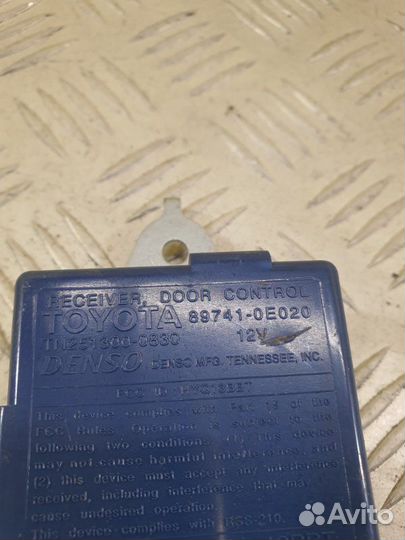 RECEIVER, DOOR CONTROL
TOYOTA 89741-0E020
TN251300-0830 12V
DENSO DENSO MFG. TENNESSEE, INC.
FCC ID:
This device complies with Part 15 of the
FCC Rules. Operation is subject to the
following two conditions: (1) This device
may not cause harmful interference, and
(2) this device must accept any interference
received, including interference that may
cause undesired operation.
This device complies with RSS-210.
Avito